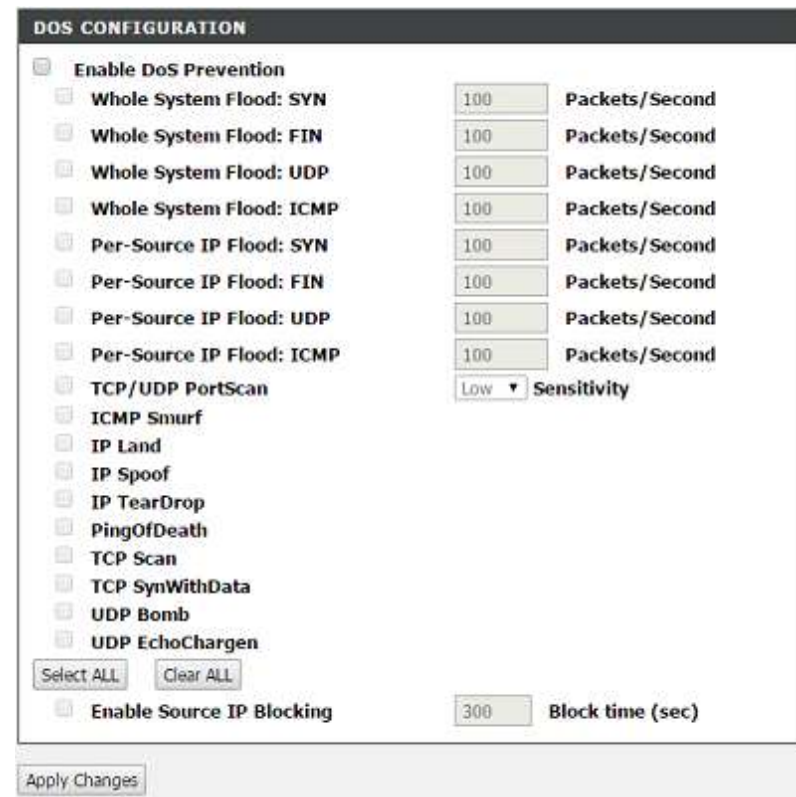 DOS CONFIGURATION
Enable DoS Prevention
Whole System Flood: SYN 100 Packets/Second
Whole System Flood: FIN 100 Packets/Second
Whole System Flood: UDP 100 Packets/Second
Whole System Flood: ICMP 100 Packets/Second
Per-Source IP Flood: SYN 100 Packets/Second
Per-Source IP Flood: FIN 100 Packets/Second
Per-Source IP Flood: UDP 100 Packets/Second
Per-Source IP Flood: ICMP 100 Packets/Second
TCP/UDP PortScan Low Sensitivity
ICMP Smurf
IP Land
IP Spoof
IP TearDrop
PingOfDeath
TCP Scan
TCP SynWithData
UDP Bomb
UDP EchoChargen
Select ALL Clear ALL
Enable Source IP Blocking 300 Block time (sec)
Apply Changes